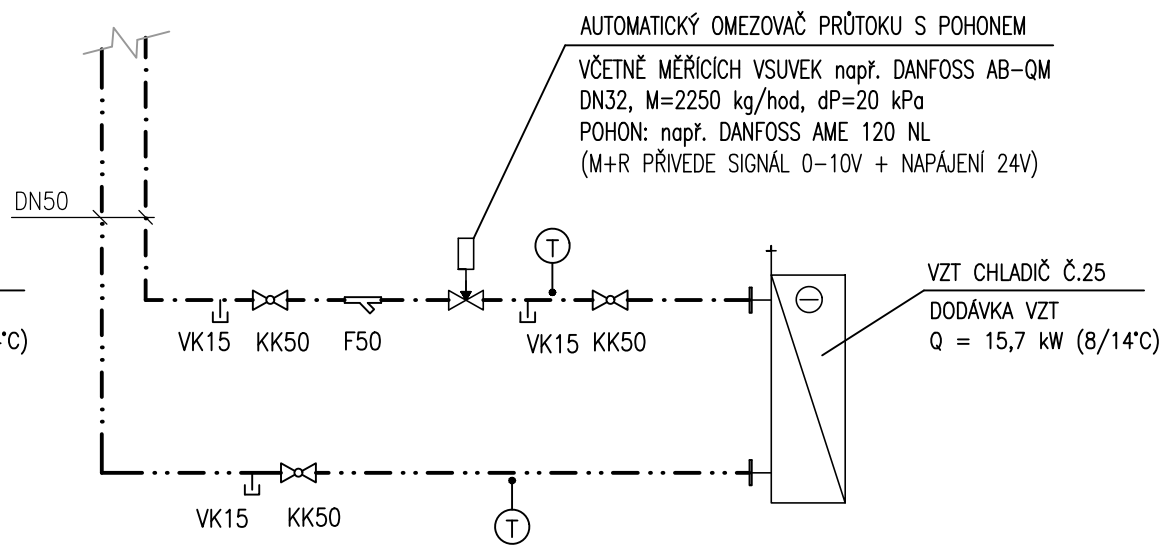 AUTOMATICKÝ OMEZOVAČ PRŮTOKU S POHONEM
VČETNĚ MĚŘÍCÍCH VSUVEK např. DANFOSS AB-QM
DN32, M=2250 kg/hod, dP=20 kPa
POHON: např. DANFOSS AME 120 NL
(M+R PŘIVEDE SIGNÁL 0-10V + NAPÁJENÍ 24V)
DN50
T
VZT CHLADIČ Č.25
DODÁVKA VZT
Q = 15,7 kW (8/14°C)
°C)
VK15 KK50 F50 VK15 KK50
VK15 KK50
T